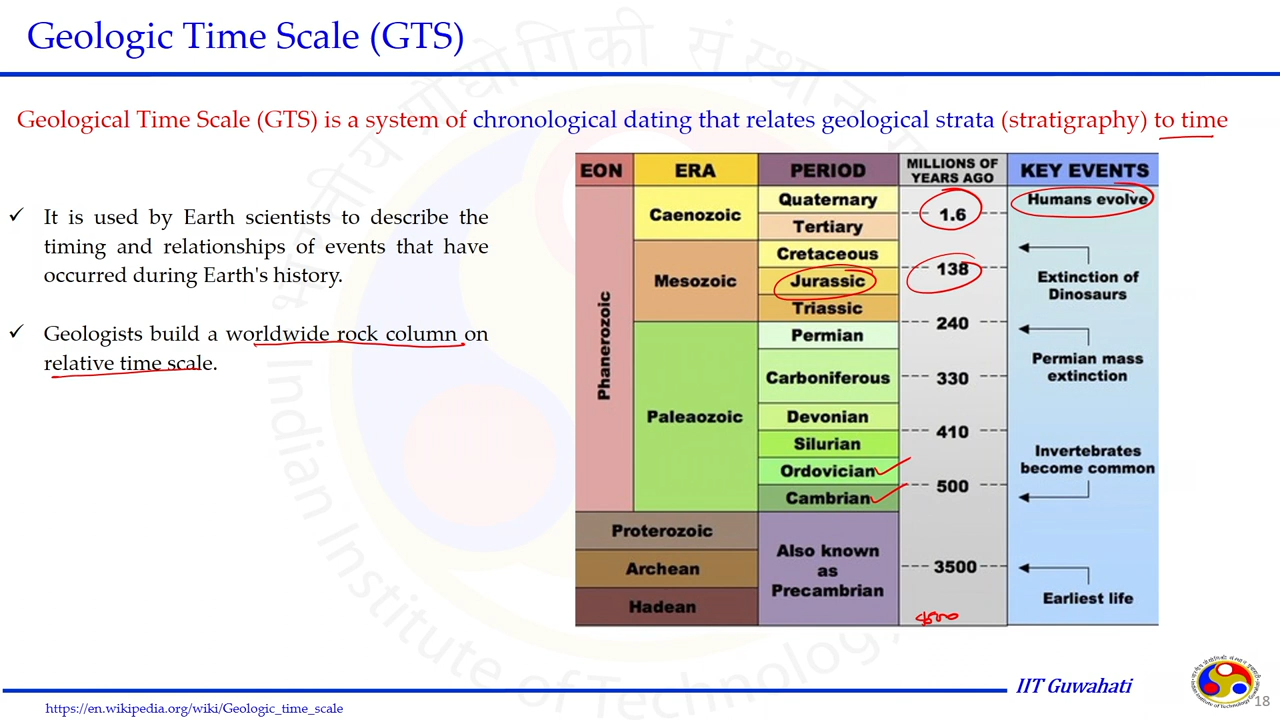 Geologic Time Scale (GTS)
Geological Time Scale (GTS) is a system of chronological dating that relates geological strata (stratigraphy) to time
✓ It is used by Earth scientists to describe the
timing and relationships of events that have
occurred during Earth's history.
✓ Geologists build a worldwide rock column on
relative time scale.
EON ERA PERIOD MILLIONS OF YEARS AGO KEY EVENTS
Phanerozoic
Caenozoic
Quaternary
Tertiary
1.6
Humans evolve
Mesozoic
Cretaceous
Jurassic
Triassic
138
Extinction of
Dinosaurs
240
Paleaozoic
Permian
Carboniferous
Devonian
Silurian
Ordovician
Cambrian
330
410
500
Permian mass
extinction
Invertebrates
become common
Proterozoic
Archean
Hadean
Also known
as
Precambrian
3500
Earliest life
IIT Guwahati
https://en.wikipedia.org/wiki/Geologic_time_scale
18
Indian Institute of Technology